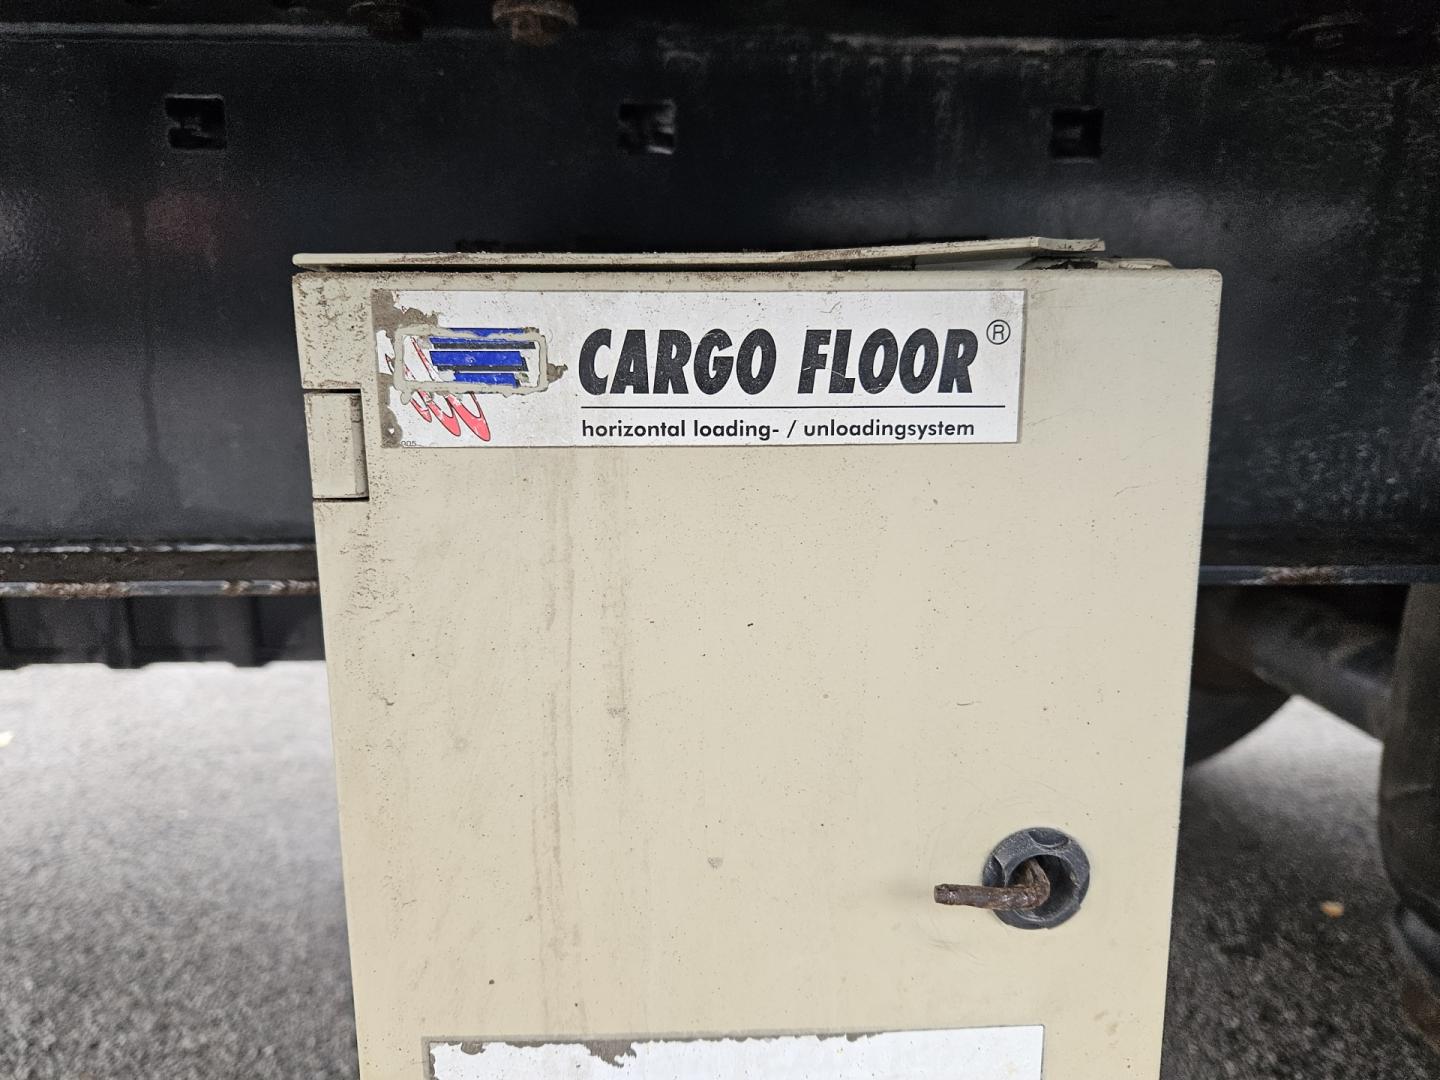 CARGO FLOOR®
horizontal loading- / unloadingsystem